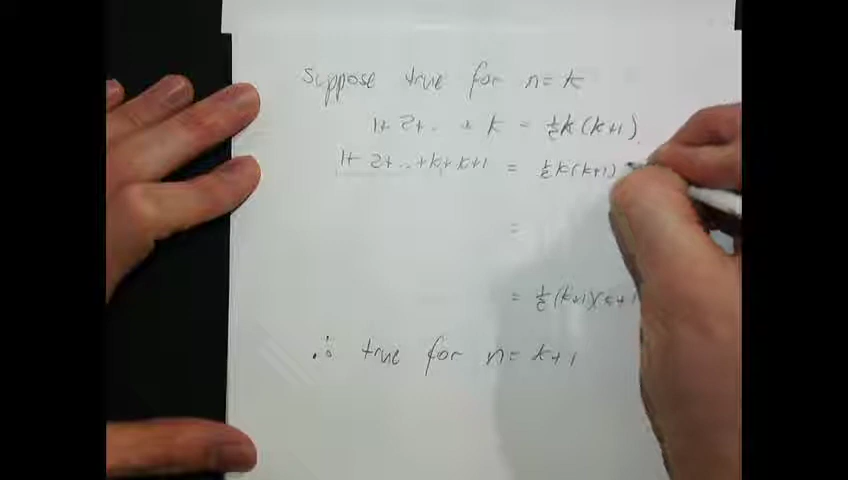 Suppose true for n = k
1+ 2+ .. + k = ½k(k+1)
1+ 2+ .. +k+ k+1 = ½k(k+1)
=
= ½(k+1)(k+1
∴ true for n= k+1